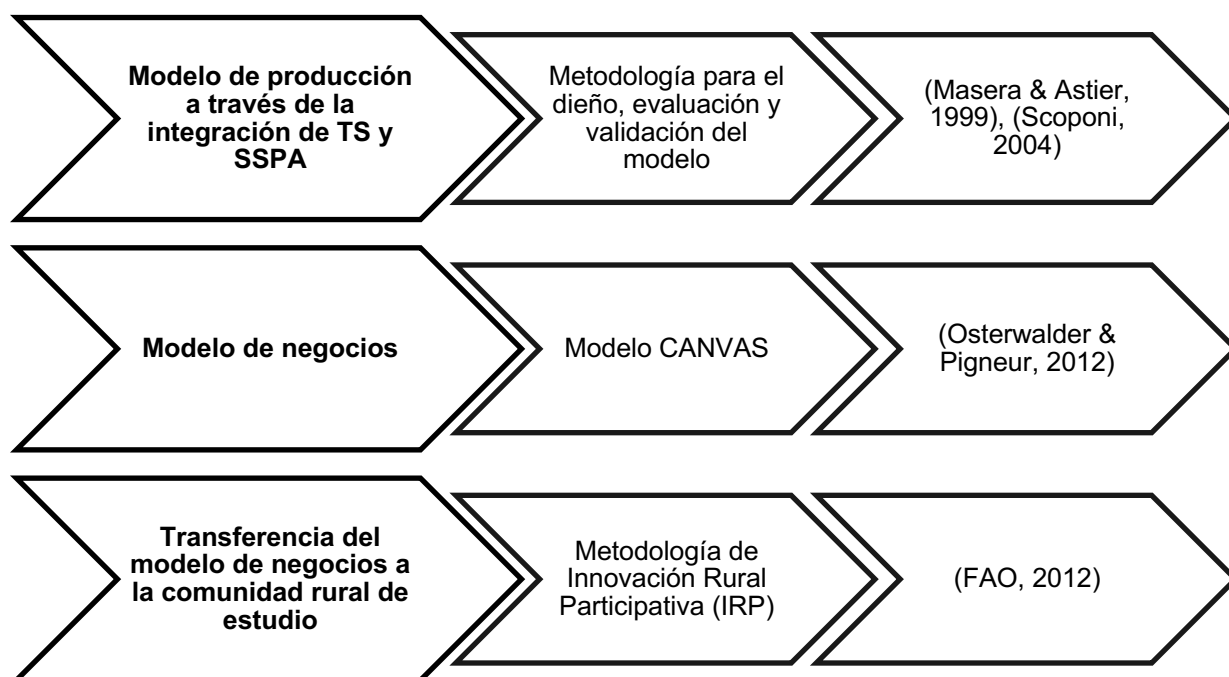 Modelo de producción
a través de la
integración de TS y
SSPA
Metodología para el
dieño, evaluación y
validación del
modelo
(Masera & Astier,
1999), (Scoponi,
2004)
Modelo de negocios
Modelo CANVAS
(Osterwalder &
Pigneur, 2012)
Transferencia del
modelo de negocios a
la comunidad rural de
estudio
Metodología de
Innovación Rural
Participativa (IRP)
(FAO, 2012)